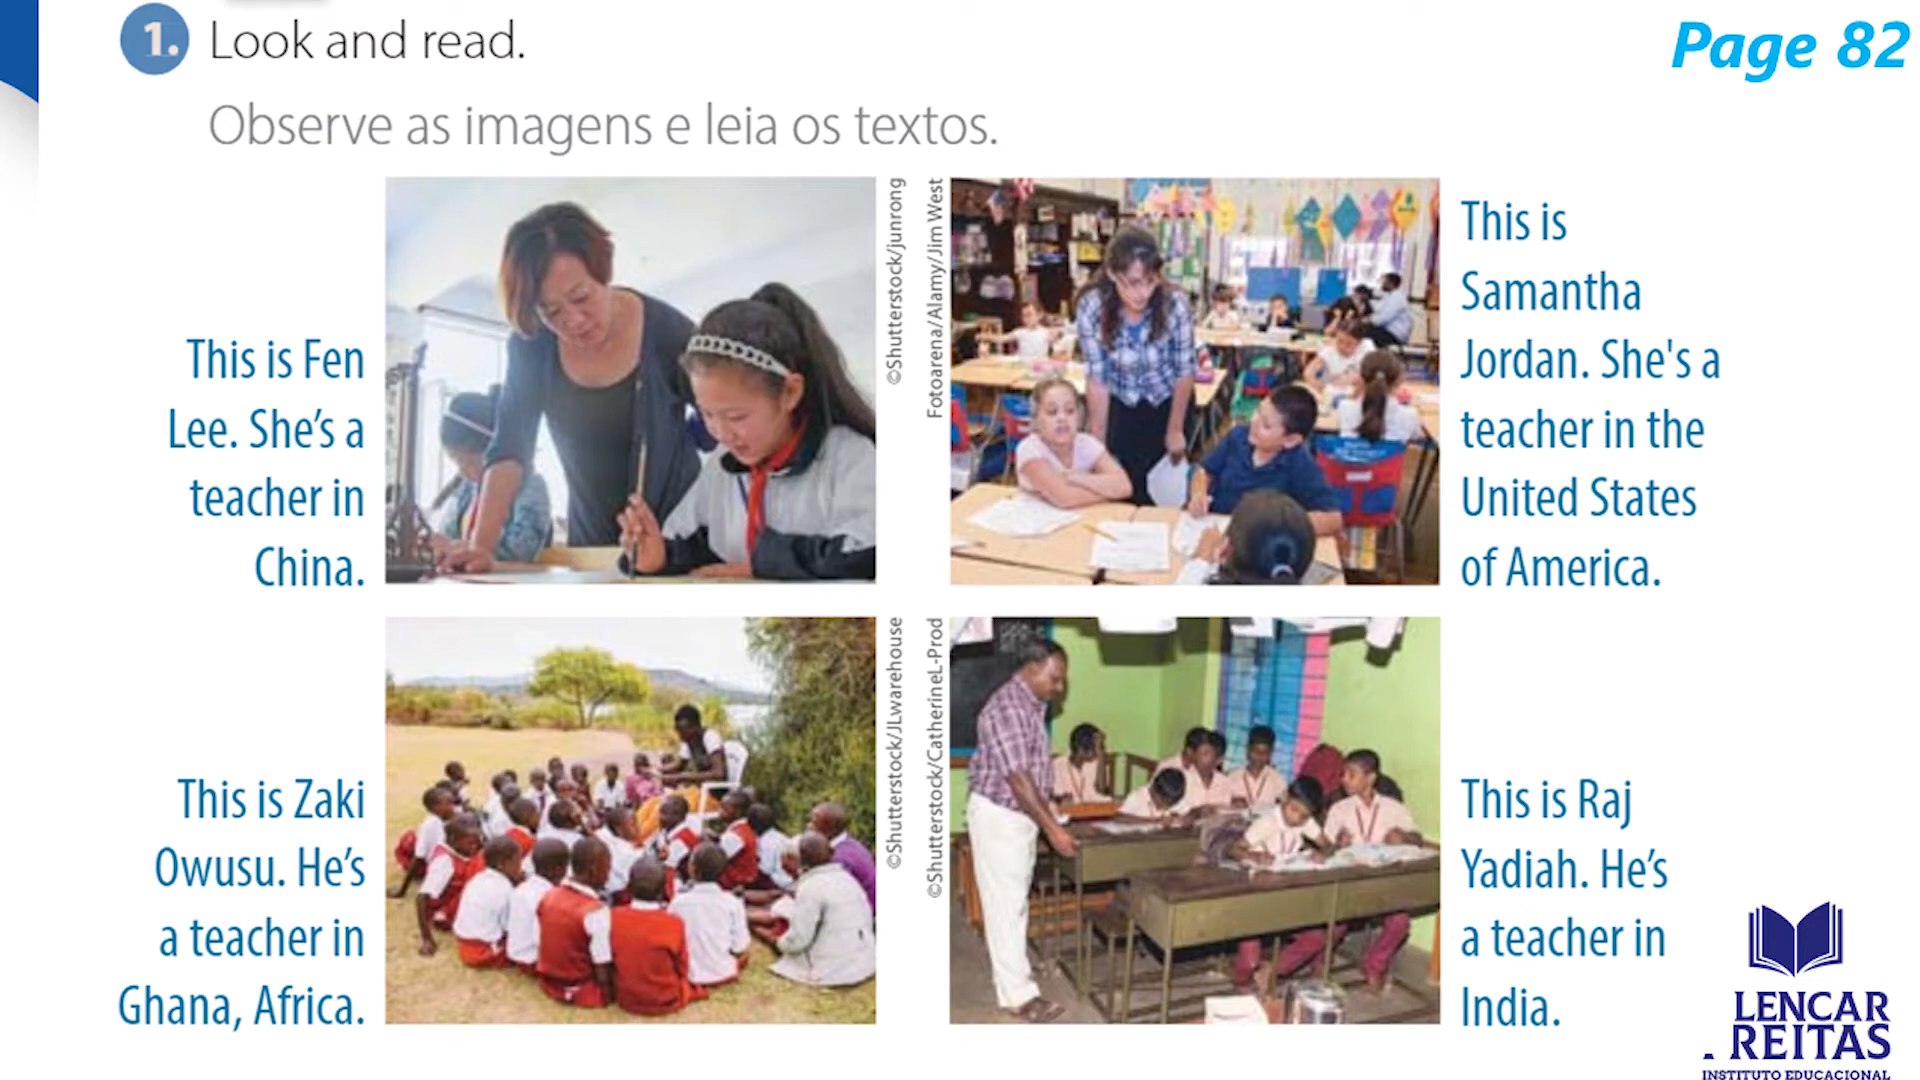 1. Look and read.
Page 82
Observe as imagens e leia os textos.
This is Fen
Lee. She’s a
teacher in
China.
©Shutterstock/junrong
Fotoarena/Alamy/Jim West
This is
Samantha
Jordan. She's a
teacher in the
United States
of America.
This is Zaki
Owusu. He’s
a teacher in
Ghana, Africa.
©Shutterstock/JLwarehouse
©Shutterstock/CatherineL-Prod
This is Raj
Yadiah. He’s
a teacher in
India.
LENCAR
REITAS
INSTITUTO EDUCACIONAL